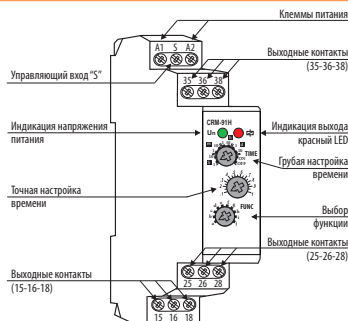 Клеммы питания
A1 S A2
Выходные контакты
(35-36-38)
Управляющий вход “S”
35 36 38
CRM-91H
Un
Индикация напряжения
питания
Индикация выхода
красный LED
TIME
Грубая настройка
времени
Точная настройка
времени
FUNC
Выбор
функции
Выходные контакты
(25-26-28)
Выходные контакты
(15-16-18)
25 26 28
15 16 18